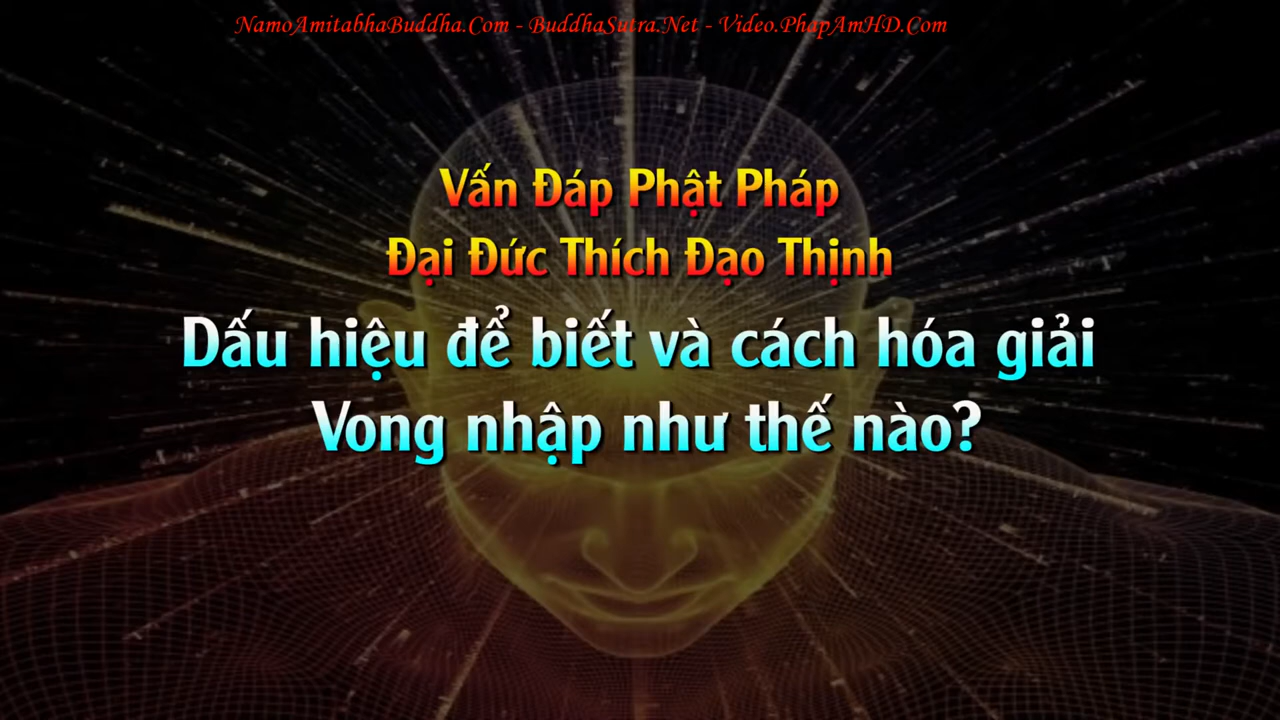 NamoAmitabhaBuddha.Com - BuddhaSutra.Net - Video.PhapAmHD.Com
Vấn Đáp Phật Pháp
Đại Đức Thích Đạo Thịnh
Dấu hiệu để biết và cách hóa giải
Vong nhập như thế nào?